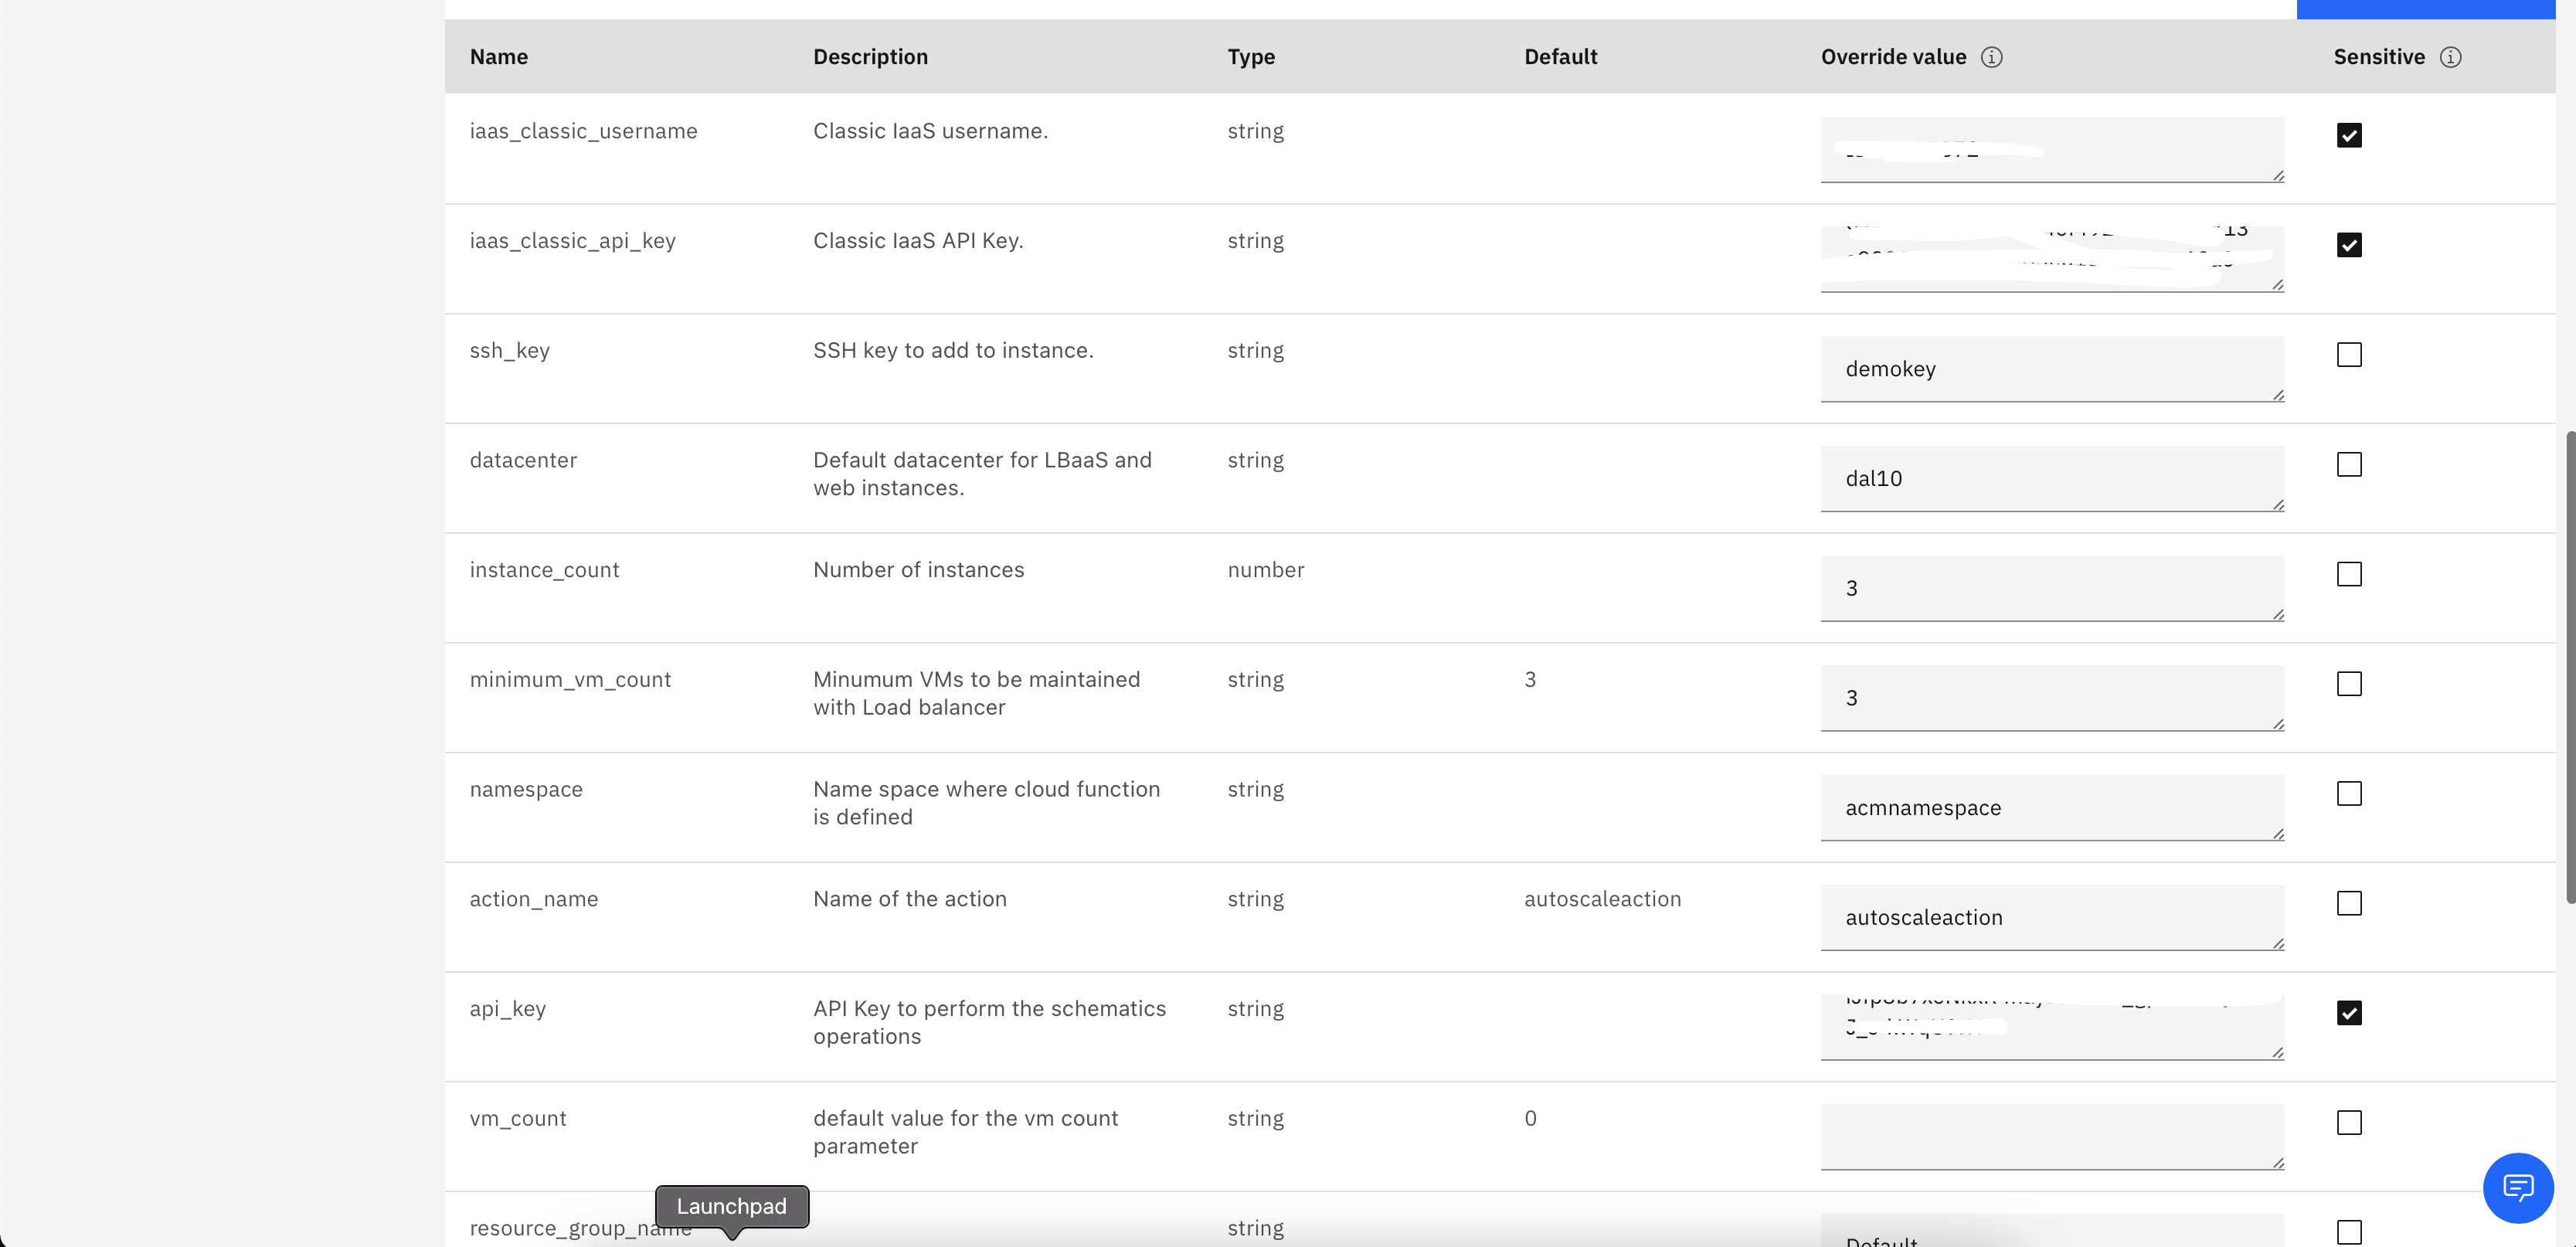 Name Description Type Default Override value Sensitive
iaas_classic_username Classic IaaS username. string
iaas_classic_api_key Classic IaaS API Key. string
ssh_key SSH key to add to instance. string demokey
datacenter Default datacenter for LBaaS and string dal10
web instances.
instance_count Number of instances number 3
minimum_vm_count Minumum VMs to be maintained string 3 3
with Load balancer
namespace Name space where cloud function string acmnamespace
is defined
action_name Name of the action string autoscaleaction autoscaleaction
api_key API Key to perform the schematics string
operations
vm_count default value for the vm count string 0
parameter
Launchpad
resource_group_name string Default